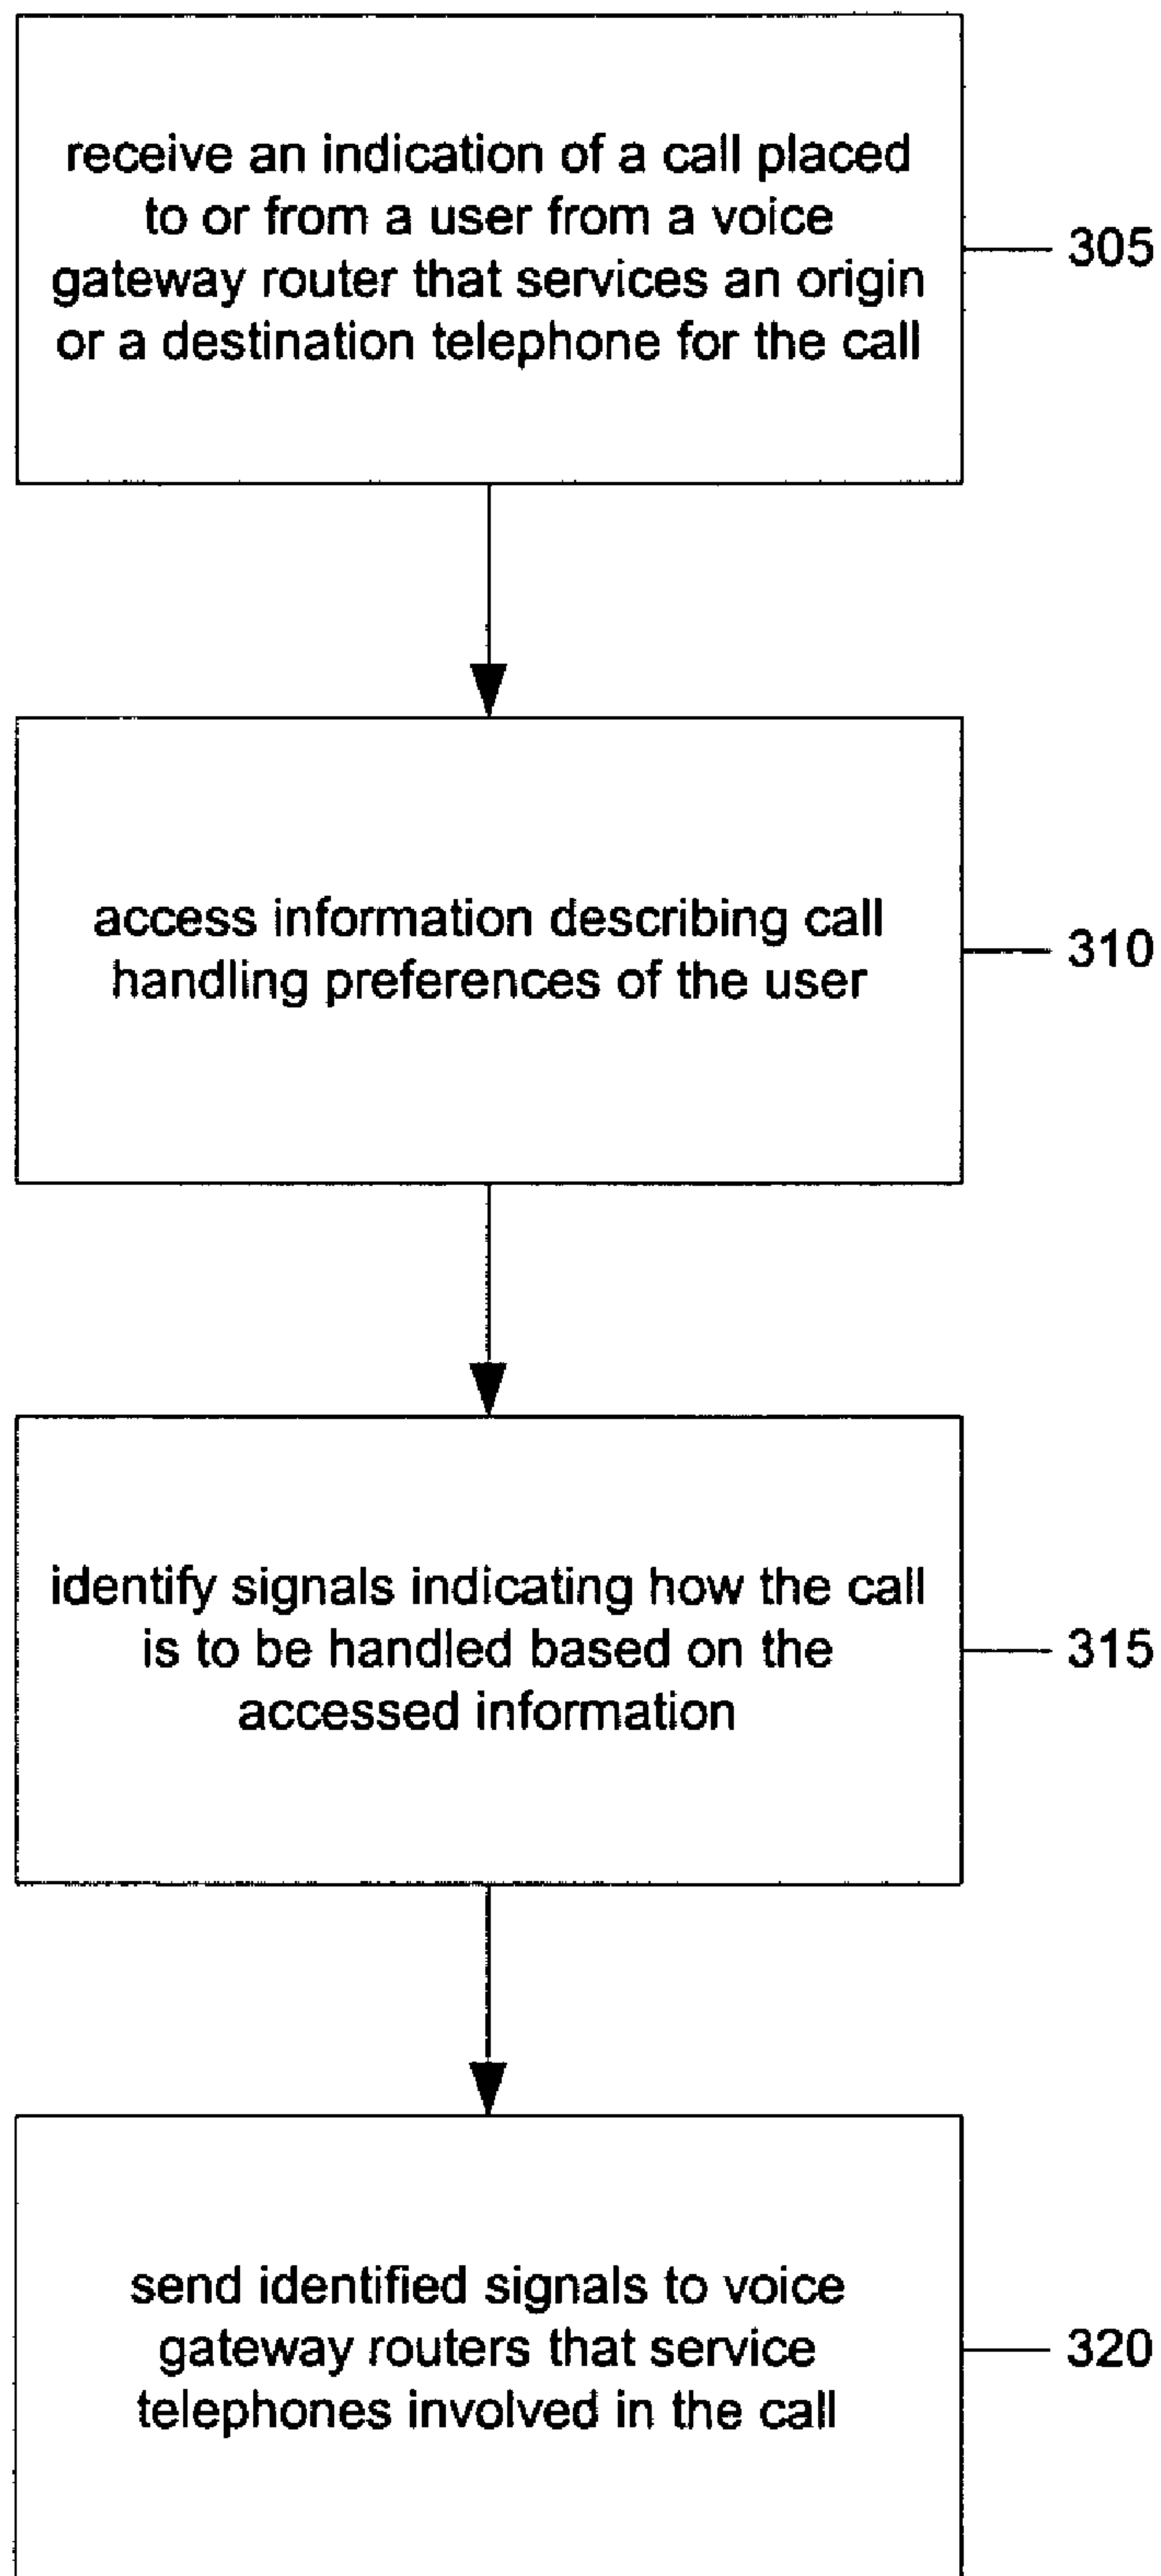 receive an indication of a call placed
to or from a user from a voice
gateway router that services an origin
or a destination telephone for the call
305
access information describing call
handling preferences of the user
310
identify signals indicating how the call
is to be handled based on the
accessed information
315
send identified signals to voice
gateway routers that service
telephones involved in the call
320